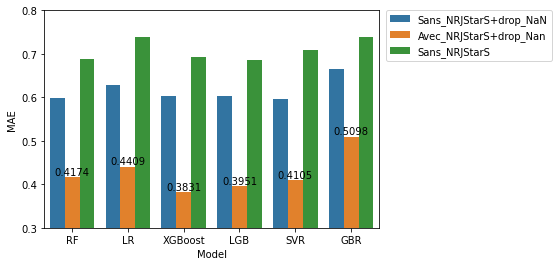 0.8
0.7
0.6
0.5
0.4
0.3
MAE
0.4174
0.4409
0.3831
0.3951
0.4105
0.5098
RF
LR
XGBoost
LGB
SVR
GBR
Model
Sans_NRJStarS+drop_NaN
Avec_NRJStarS+drop_Nan
Sans_NRJStarS